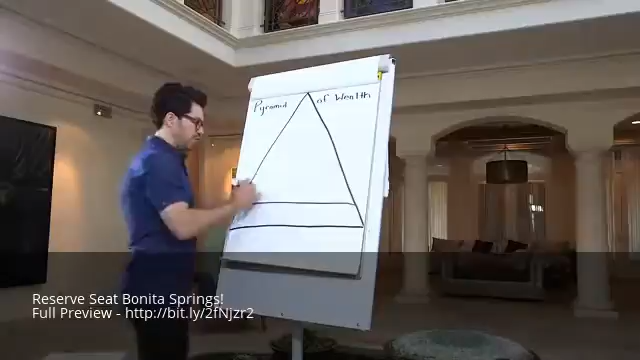 Pyramid of Wealth
Reserve Seat Bonita Springs!
Full Preview - http://bit.ly/2fNjzr2